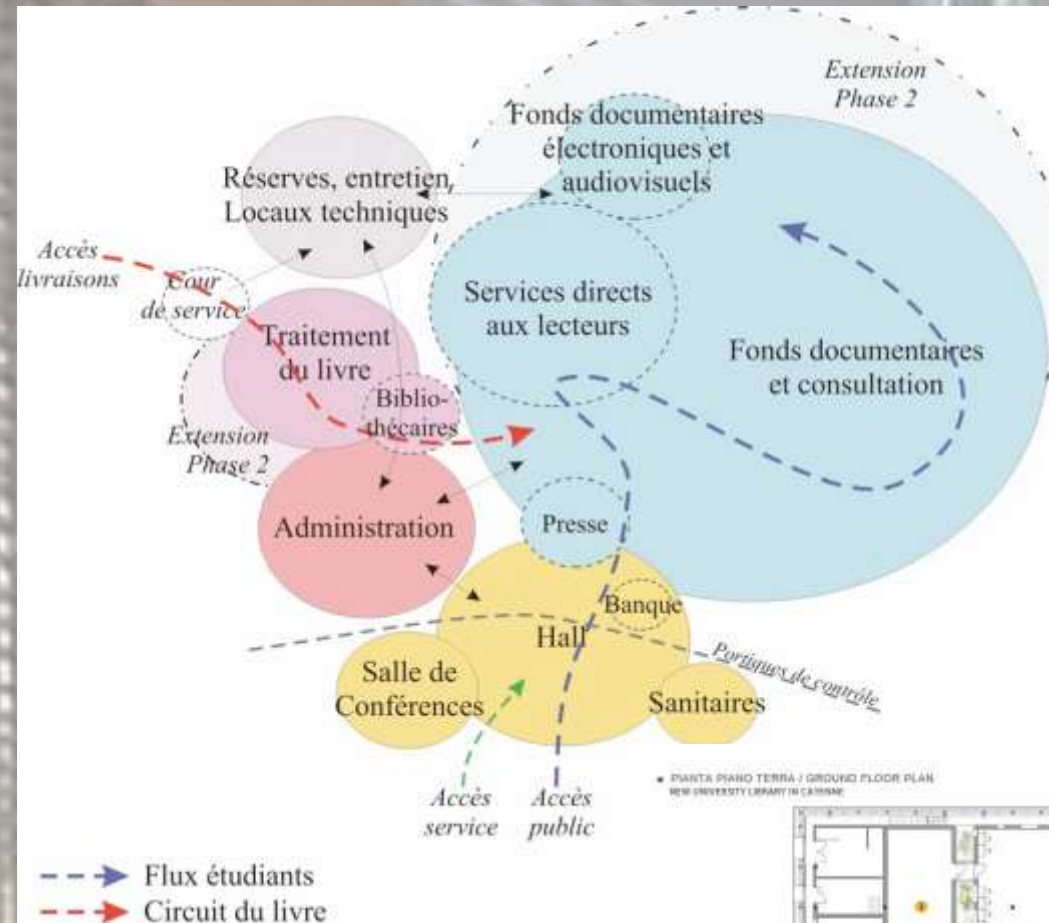 Extension
Phase 2
Fonds documentaires
électroniques et
audiovisuels
Réserves, entretien,
Locaux techniques
Accès
livraisons
Cour
de service
Services directs
aux lecteurs
Traitement
du livre
Fonds documentaires
et consultation
Biblio-
thécaires
Extension
Phase 2
Administration
Presse
Banque
Hall
Portiques de contrôle
Salle de
Conférences
Sanitaires
Accès
service
Accès
public
PIANTA PIANO TERRA / GROUND FLOOR PLAN
NEW UNIVERSITY LIBRARY IN CAYENNE
Flux étudiants
Circuit du livre